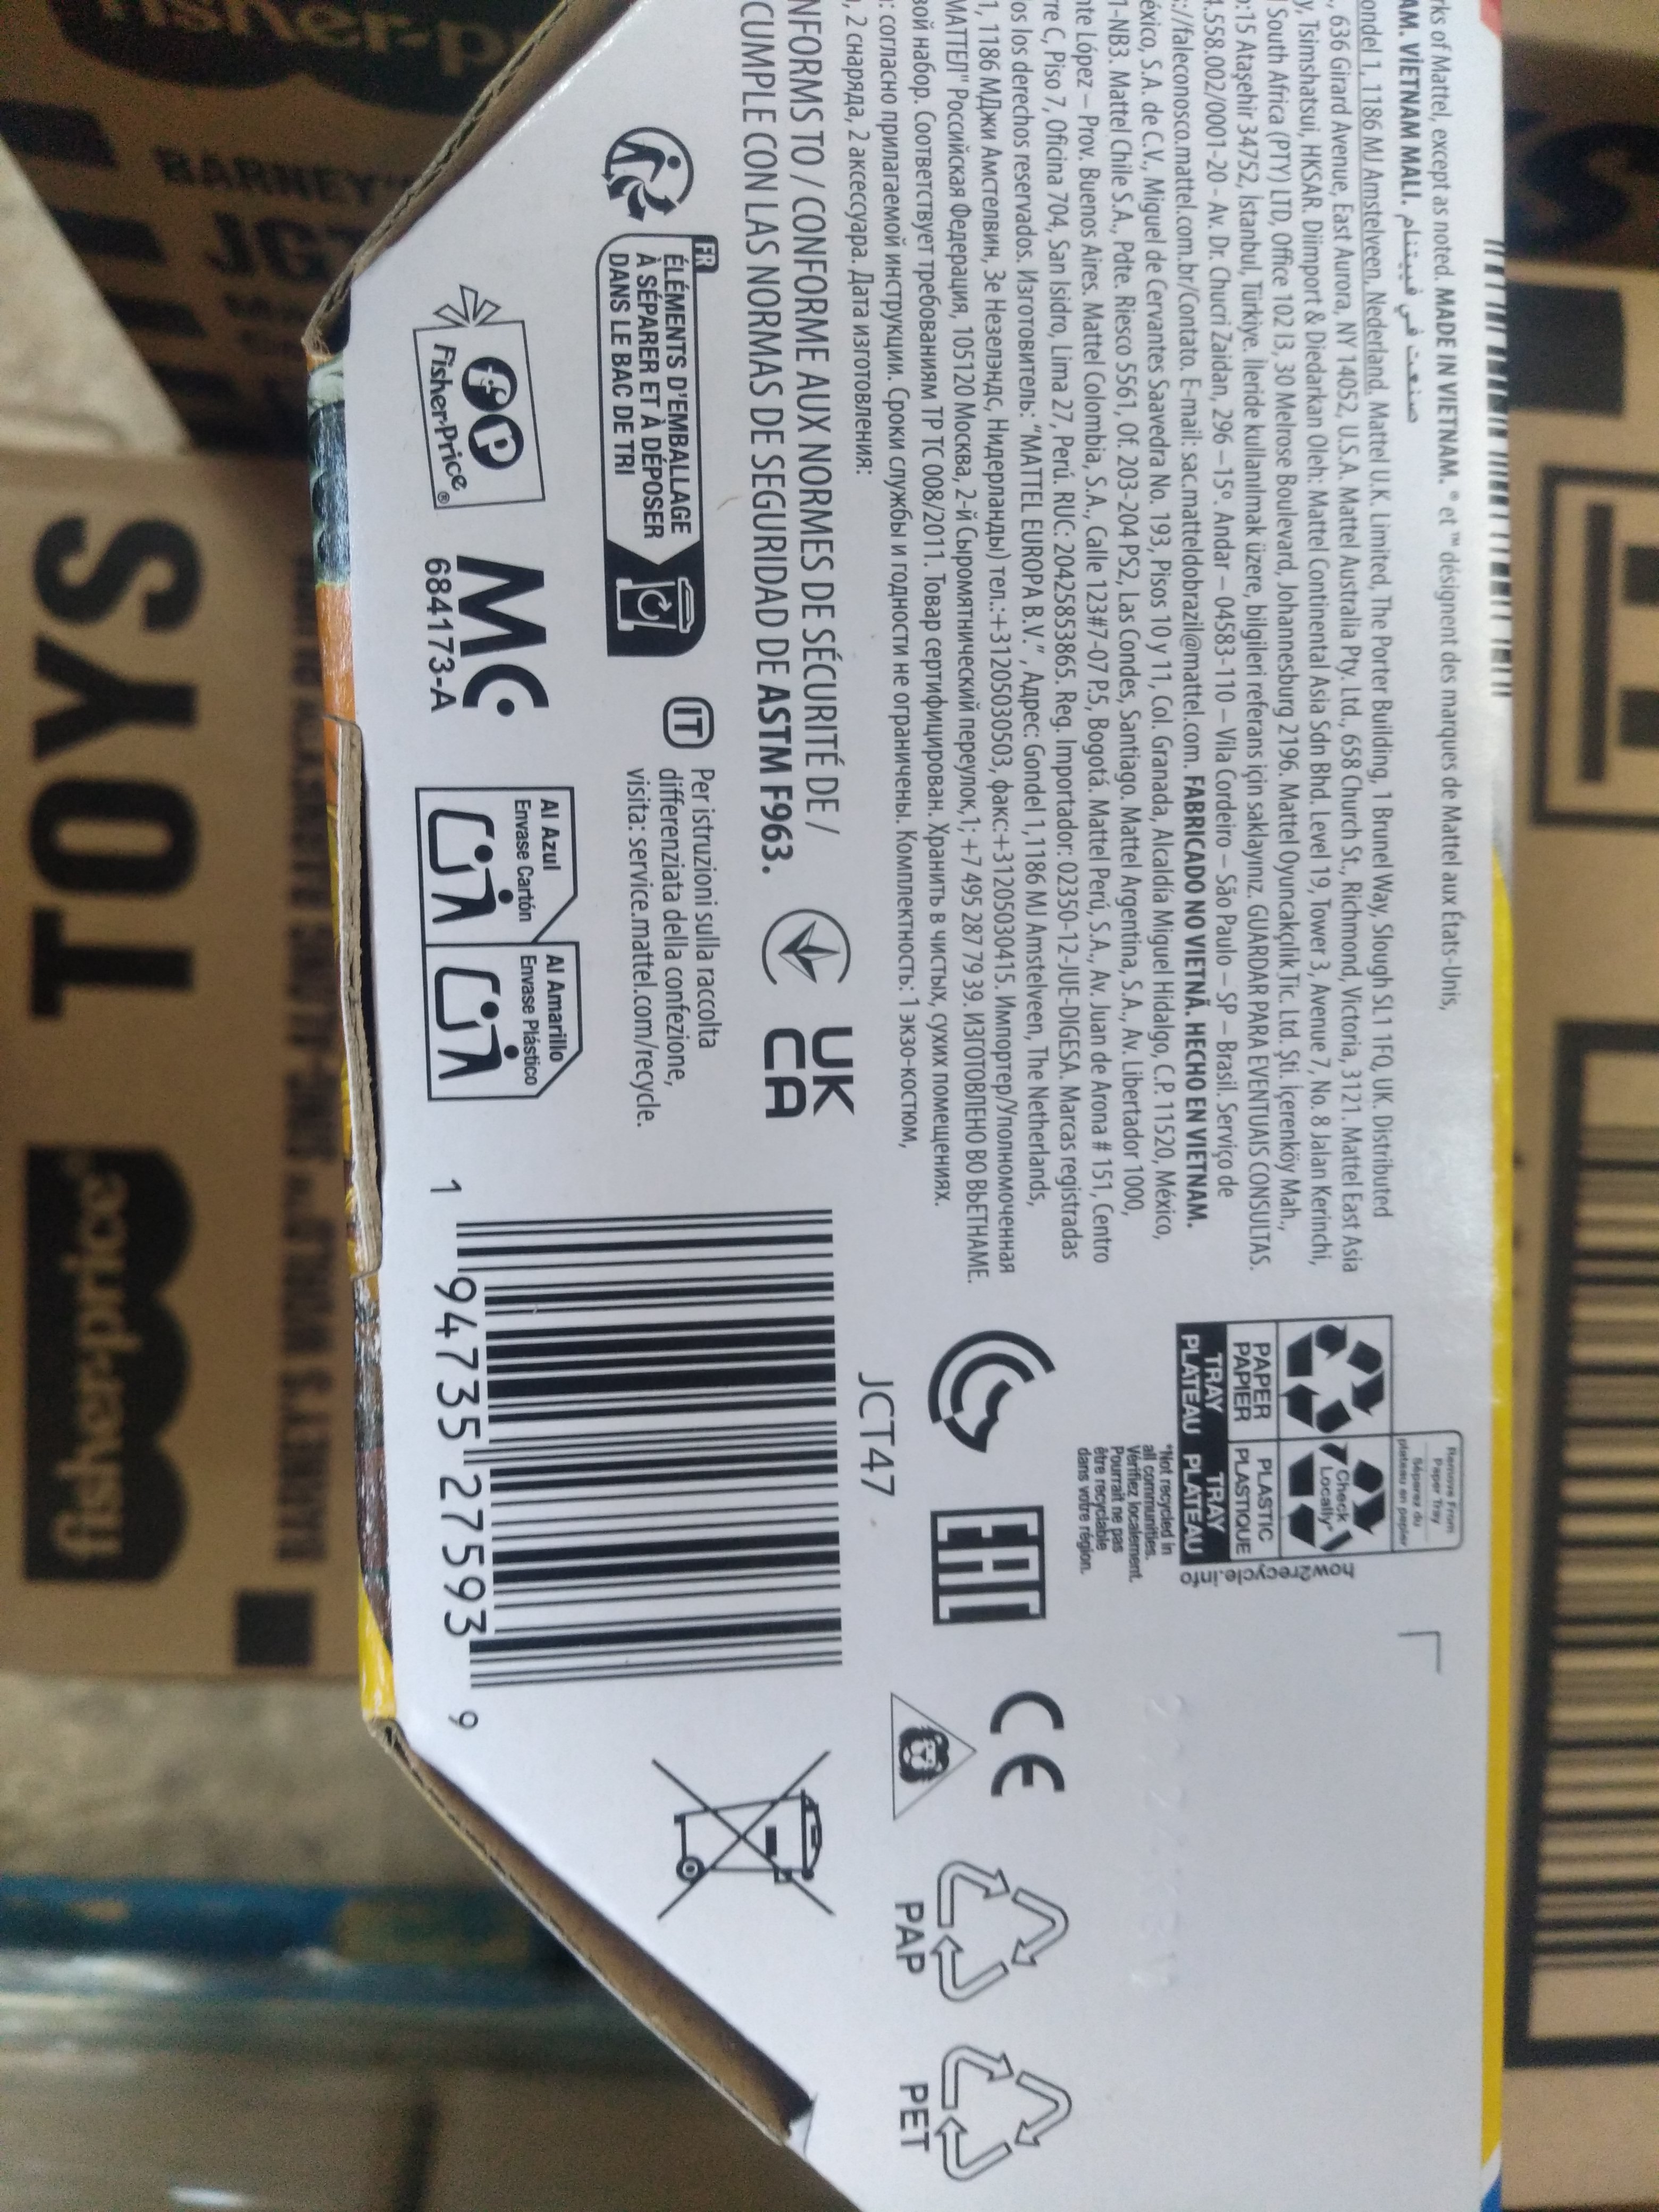 rks of Mattel, except as noted. MADE IN VIETNAM. ® et ™ désignent des marques de Mattel aux États-Unis,
AM. VİETNAM MALI. صنعت في فييتنام
ondel 1, 1186 MJ Amstelveen, Nederland. Mattel U.K. Limited, The Porter Building, 1 Brunel Way, Slough SL1 1FQ, UK. Distributed
., 636 Girard Avenue, East Aurora, NY 14052, U.S.A. Mattel Australia Pty. Ltd., 658 Church St., Richmond, Victoria, 3121. Mattel East Asia
y, Tsimshatsui, HKSAR. Diimport & Diedarkan Oleh: Mattel Continental Asia Sdn Bhd. Level 19, Tower 3, Avenue 7, No. 8 Jalan Kerinchi,
l South Africa (PTY) LTD, Office 102 I3, 30 Melrose Boulevard, Johannesburg 2196. Mattel Oyuncakçılık Tic. Ltd. Şti. İçerenköy Mah.,
o:15 Ataşehir 34752, İstanbul, Türkiye. İleride kullanılmak üzere, bilgileri referans için saklayınız. GUARDAR PARA EVENTUAIS CONSULTAS.
4.558.002/0001-20 - Av. Dr. Chucri Zaidan, 296 – 15º. Andar – 04583-110 – Vila Cordeiro – São Paulo – SP – Brasil. Serviço de
s://faleconosco.mattel.com.br/Contato. E-mail: sac.matteldobrazil@mattel.com. FABRICADO NO VIETNÃ. HECHO EN VIETNAM.
éxico, S.A. de C.V., Miguel de Cervantes Saavedra No. 193, Pisos 10 y 11, Col. Granada, Alcaldía Miguel Hidalgo, C.P. 11520, México,
1-NB3. Mattel Chile S.A., Pdte. Riesco 5561, Of. 203-204 PS2, Las Condes, Santiago. Mattel Argentina, S.A., Av. Libertador 1000,
nte López – Prov. Buenos Aires. Mattel Colombia, S.A., Calle 123#7-07 P.5, Bogotá. Mattel Perú, S.A., Av. Juan de Arona # 151, Centro
re C, Piso 7, Oficina 704, San Isidro, Lima 27, Perú. RUC: 20425853865. Reg. Importador: 02350-12-JUE-DIGESA. Marcas registradas
os los derechos reservados. Изготовитель: "MATTEL EUROPA B.V." , Адрес: Gondel 1, 1186 MJ Amstelveen, The Netherlands,
1, 1186 МДжи Амстелвин, Зе Незелэндс, Нидерланды) тел.:+31205030503, факс:+31205030415. Импортер/Уполномоченная
МАТТЕЛ" Российская Федерация, 105120 Москва, 2-й Сыромятнический переулок,1; +7 495 287 79 39. ИЗГОТОВЛЕНО ВО ВЬЕТНАМЕ.
вой набор. Соответствует требованиям ТР ТС 008/2011. Товар сертифицирован. Хранить в чистых, сухих помещениях.
: согласно прилагаемой инструкции. Сроки службы и годности не ограничены. Комплектность: 1 экзо-костюм,
, 2 снаряда, 2 аксессуара. Дата изготовления:
NFORMS TO / CONFORME AUX NORMES DE SÉCURITÉ DE /
CUMPLE CON LAS NORMAS DE SEGURIDAD DE ASTM F963.
UK
CA
FR
ÉLÉMENTS D'EMBALLAGE
À SÉPARER ET À DÉPOSER
DANS LE BAC DE TRI
IT
Per istruzioni sulla raccolta
differenziata della confezione,
visita: service.mattel.com/recycle.
fP
Fisher-Price®
MC
684173-A
Al Azul
Envase Cartón
Al Amarillo
Envase Plástico
Remove From
Paper Tray
Séparez du
plateau en papier
Check
Locally*
PAPER
PAPIER
PLASTIC
PLASTIQUE
TRAY
PLATEAU
TRAY
PLATEAU
how2recycle.info
*Not recycled in
all communities.
Vérifiez localement.
Pourrait ne pas
être recyclable
dans votre région.
EAC
JCT47
1 94735 27593 9
CE
PAP
PET
TOYS
fisher-price
BARNEY